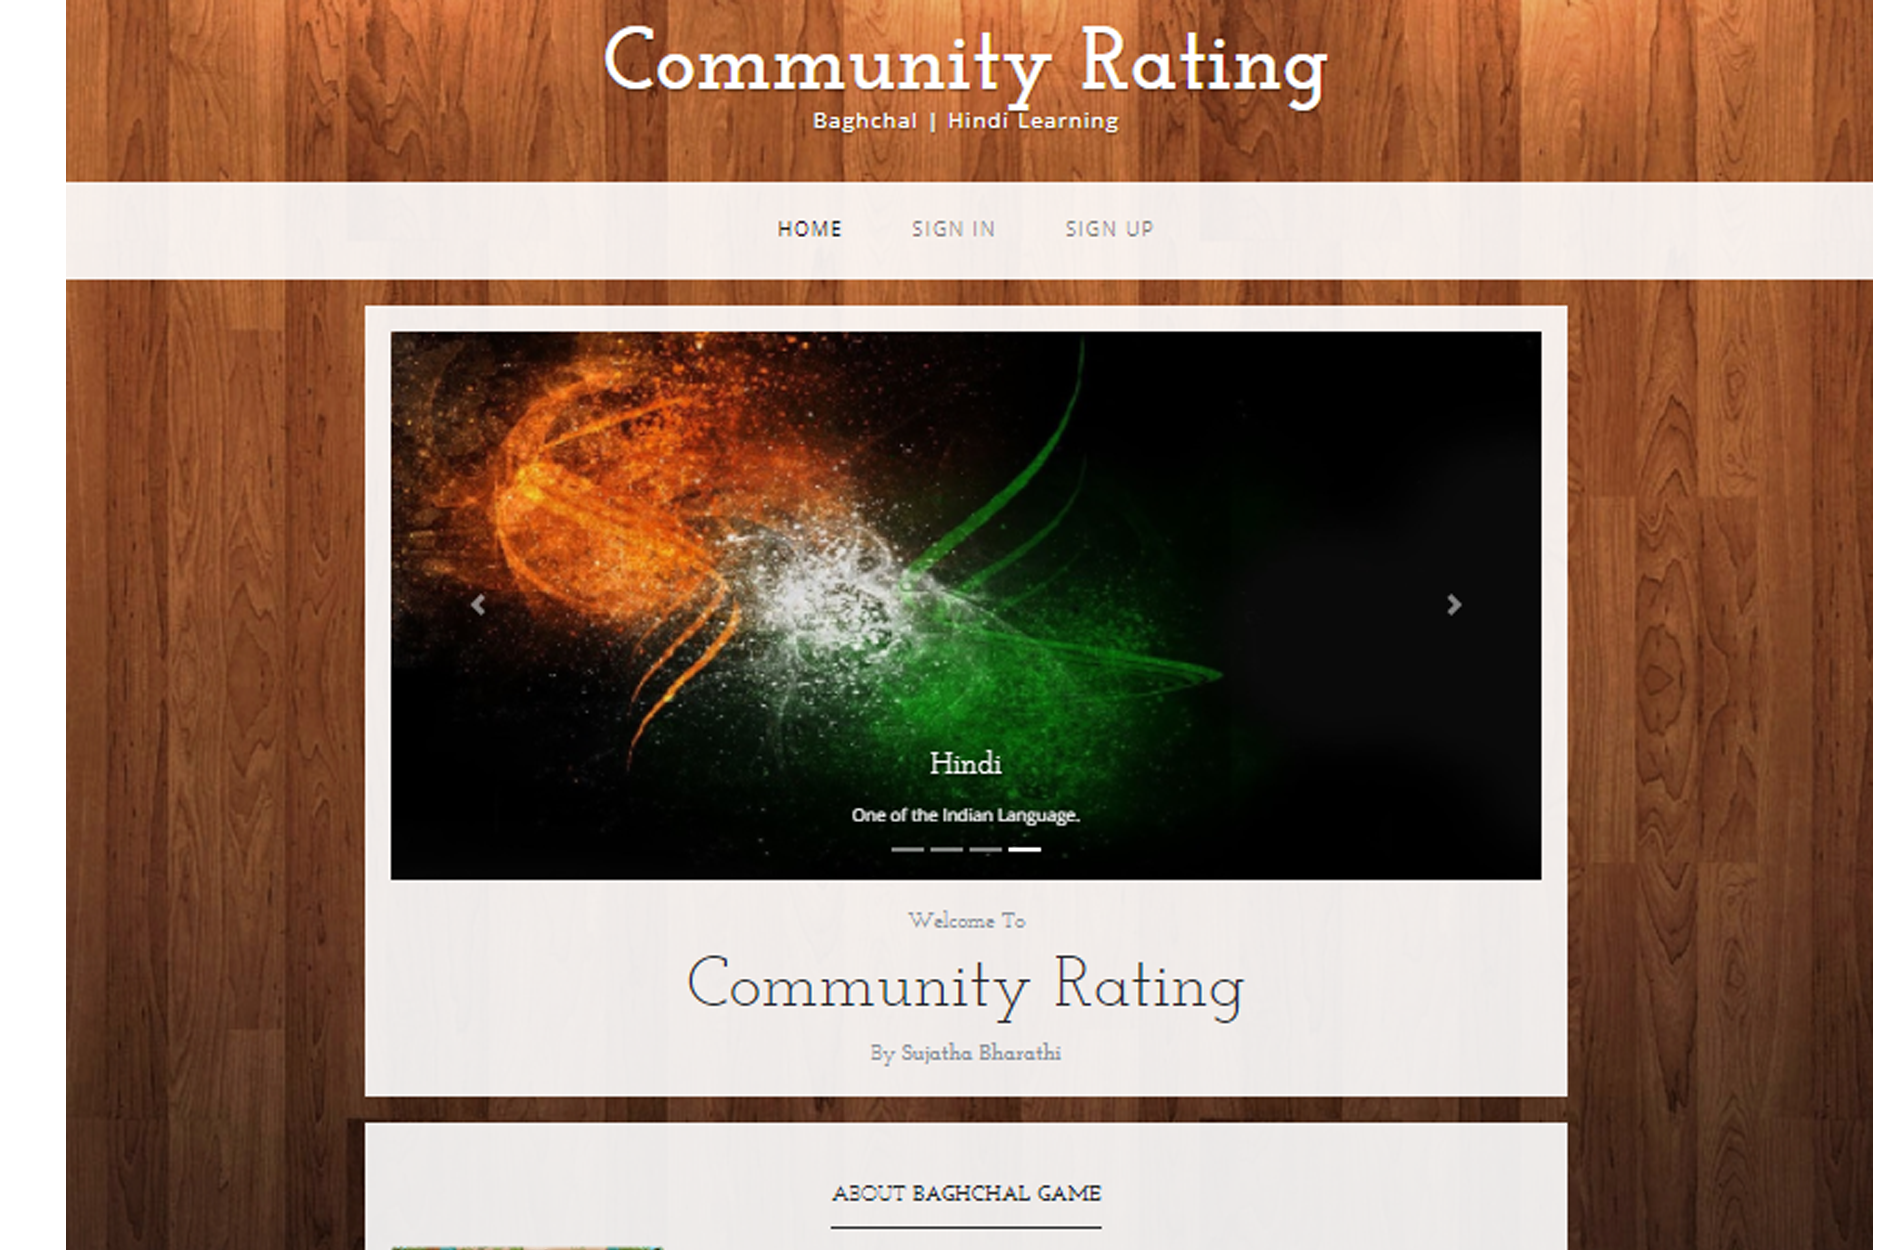 Community Rating
Baghchal | Hindi Learning
HOME SIGN IN SIGN UP
Hindi
One of the Indian Language.
Welcome To
Community Rating
By Sujatha Bharathi
ABOUT BAGHCHAL GAME